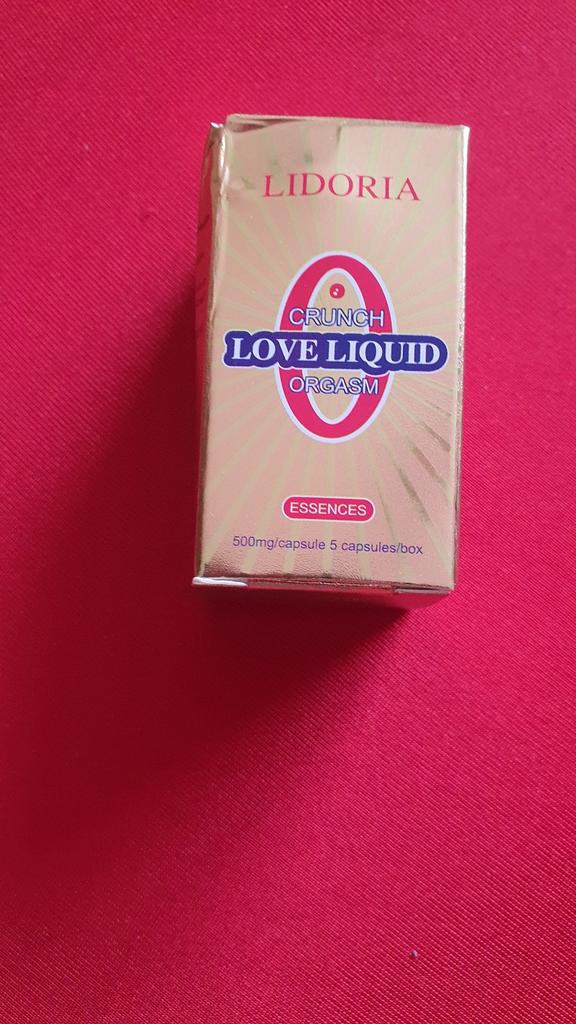 LIDORIA
CRUNCH
LOVE LIQUID
ORGASM
ESSENCES
500mg/capsule 5 capsules/box